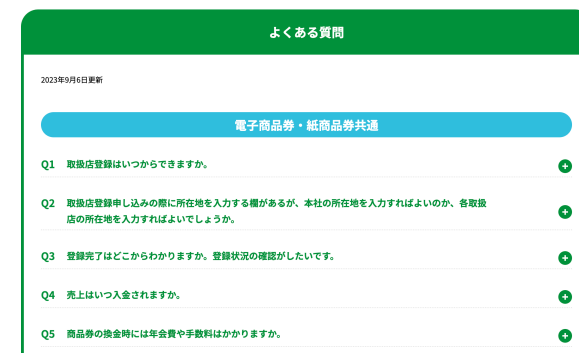 よくある質問
2023年9月6日更新
電子商品券・紙商品券共通
Q1 取扱店登録はいつからできますか。
Q2 取扱店登録申し込みの際に所在地を入力する欄があるが、本社の所在地を入力すればよいのか、各取扱
店の所在地を入力すればよいでしょうか。
Q3 登録完了はどこからわかりますか。登録状況の確認がしたいです。
Q4 売上はいつ入金されますか。
Q5 商品券の換金時には年会費や手数料はかかりますか。